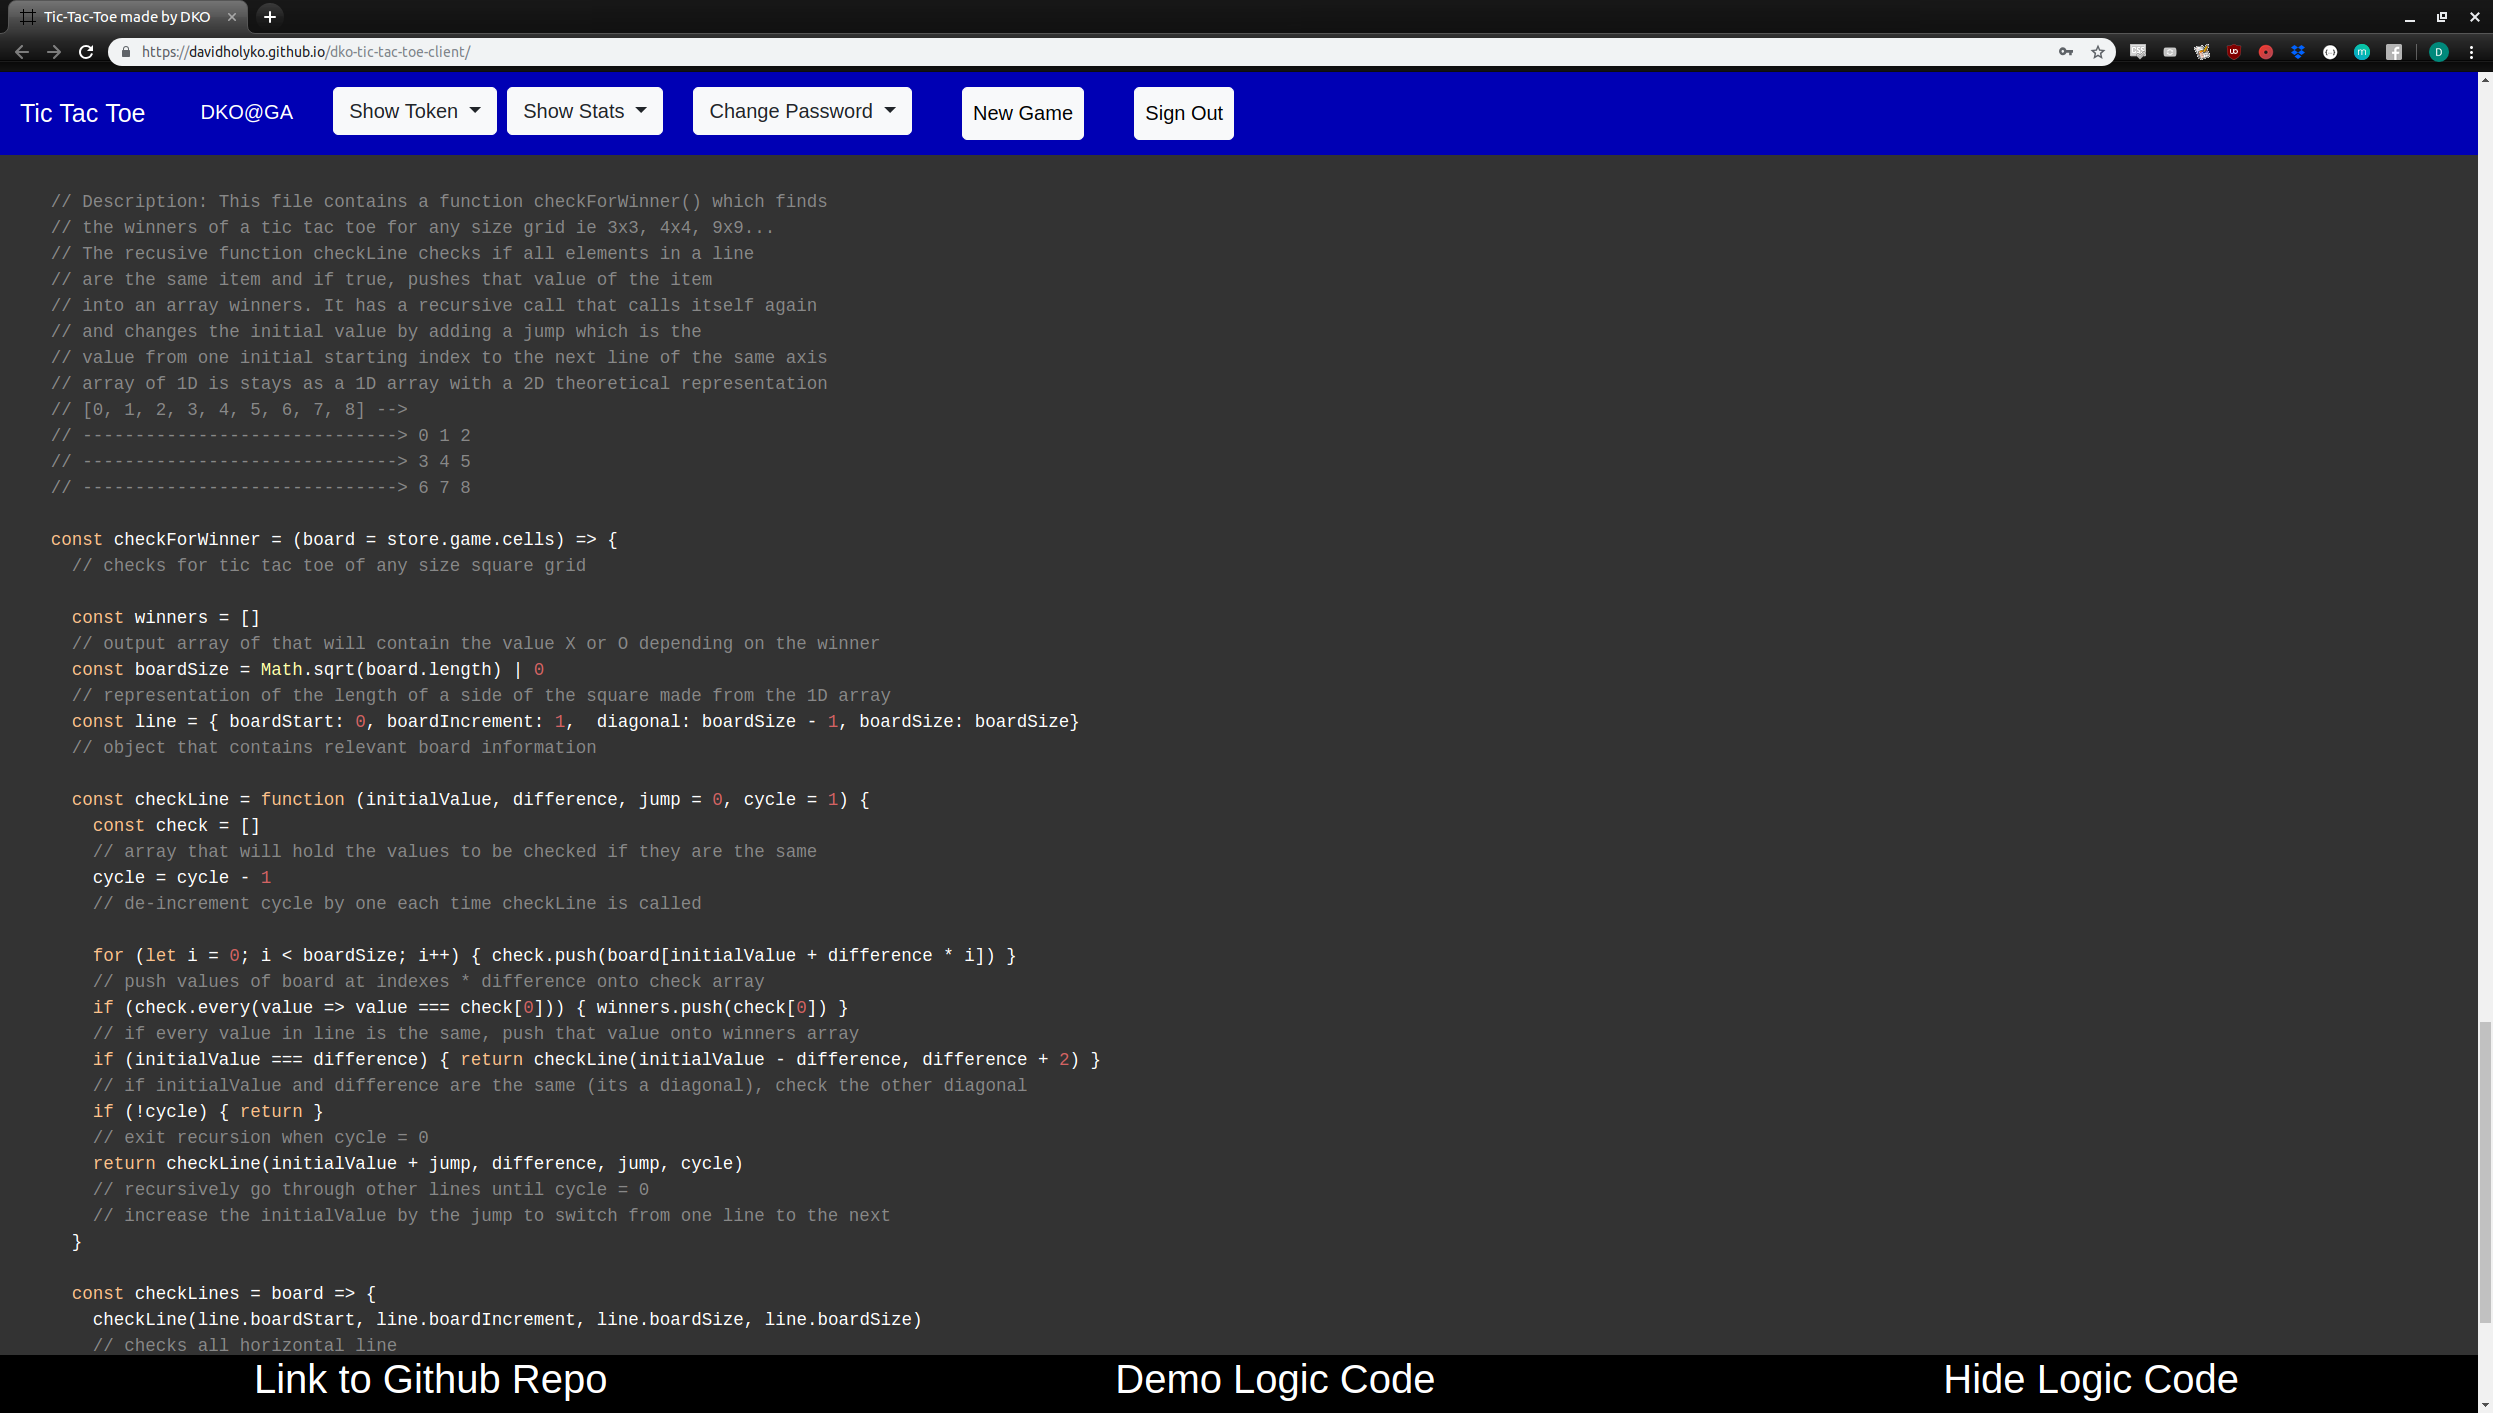 Tic-Tac-Toe made by DKO
https://davidholyko.github.io/dko-tic-tac-toe-client/
Tic Tac Toe DKO@GA Show Token Show Stats Change Password New Game Sign Out
// Description: This file contains a function checkForWinner() which finds
// the winners of a tic tac toe for any size grid ie 3x3, 4x4, 9x9...
// The recusive function checkLine checks if all elements in a line
// are the same item and if true, pushes that value of the item
// into an array winners. It has a recursive call that calls itself again
// and changes the initial value by adding a jump which is the
// value from one initial starting index to the next line of the same axis
// array of 1D is stays as a 1D array with a 2D theoretical representation
// [0, 1, 2, 3, 4, 5, 6, 7, 8] -->
// ------------------------------> 0 1 2
// ------------------------------> 3 4 5
// ------------------------------> 6 7 8
const checkForWinner = (board = store.game.cells) => {
// checks for tic tac toe of any size square grid
const winners = []
// output array of that will contain the value X or O depending on the winner
const boardSize = Math.sqrt(board.length) | 0
// representation of the length of a side of the square made from the 1D array
const line = { boardStart: 0, boardIncrement: 1,  diagonal: boardSize - 1, boardSize: boardSize}
// object that contains relevant board information
const checkLine = function (initialValue, difference, jump = 0, cycle = 1) {
const check = []
// array that will hold the values to be checked if they are the same
cycle = cycle - 1
// de-increment cycle by one each time checkLine is called
for (let i = 0; i < boardSize; i++) { check.push(board[initialValue + difference * i]) }
// push values of board at indexes * difference onto check array
if (check.every(value => value === check[0])) { winners.push(check[0]) }
// if every value in line is the same, push that value onto winners array
if (initialValue === difference) { return checkLine(initialValue - difference, difference + 2) }
// if initialValue and difference are the same (its a diagonal), check the other diagonal
if (!cycle) { return }
// exit recursion when cycle = 0
return checkLine(initialValue + jump, difference, jump, cycle)
// recursively go through other lines until cycle = 0
// increase the initialValue by the jump to switch from one line to the next
}
const checkLines = board => {
checkLine(line.boardStart, line.boardIncrement, line.boardSize, line.boardSize)
// checks all horizontal line
Link to Github Repo Demo Logic Code Hide Logic Code